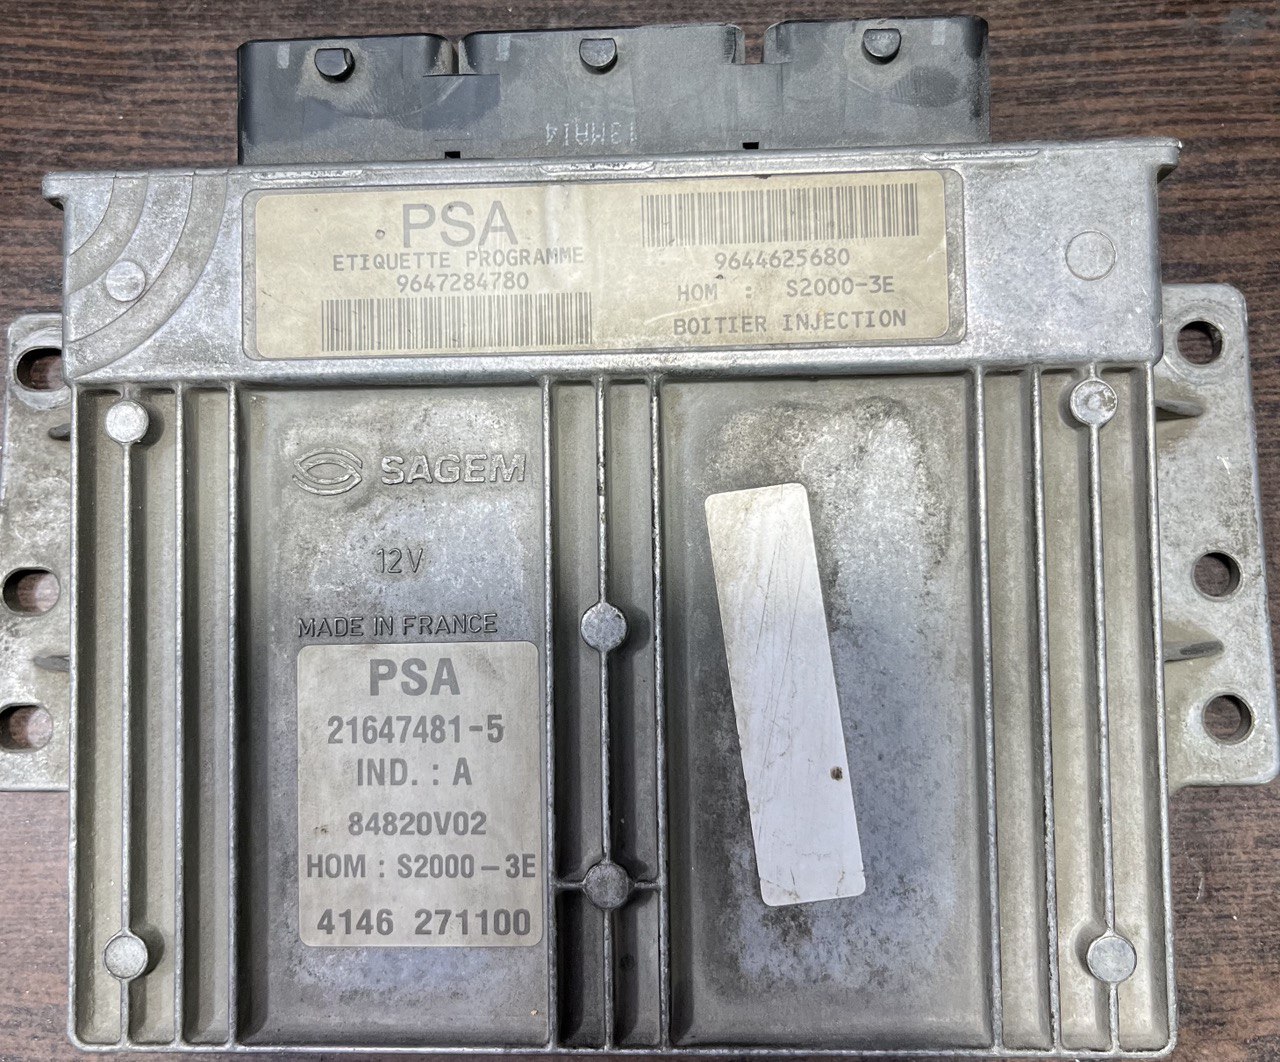 13MAI4
PSA
ETIQUETTE PROGRAMME
9647284780
9644625680
HOM : S2000-3E
BOITIER INJECTION
SAGEM
12V
MADE IN FRANCE
PSA
21647481-5
IND. : A
84820V02
HOM : S2000-3E
4146 271100